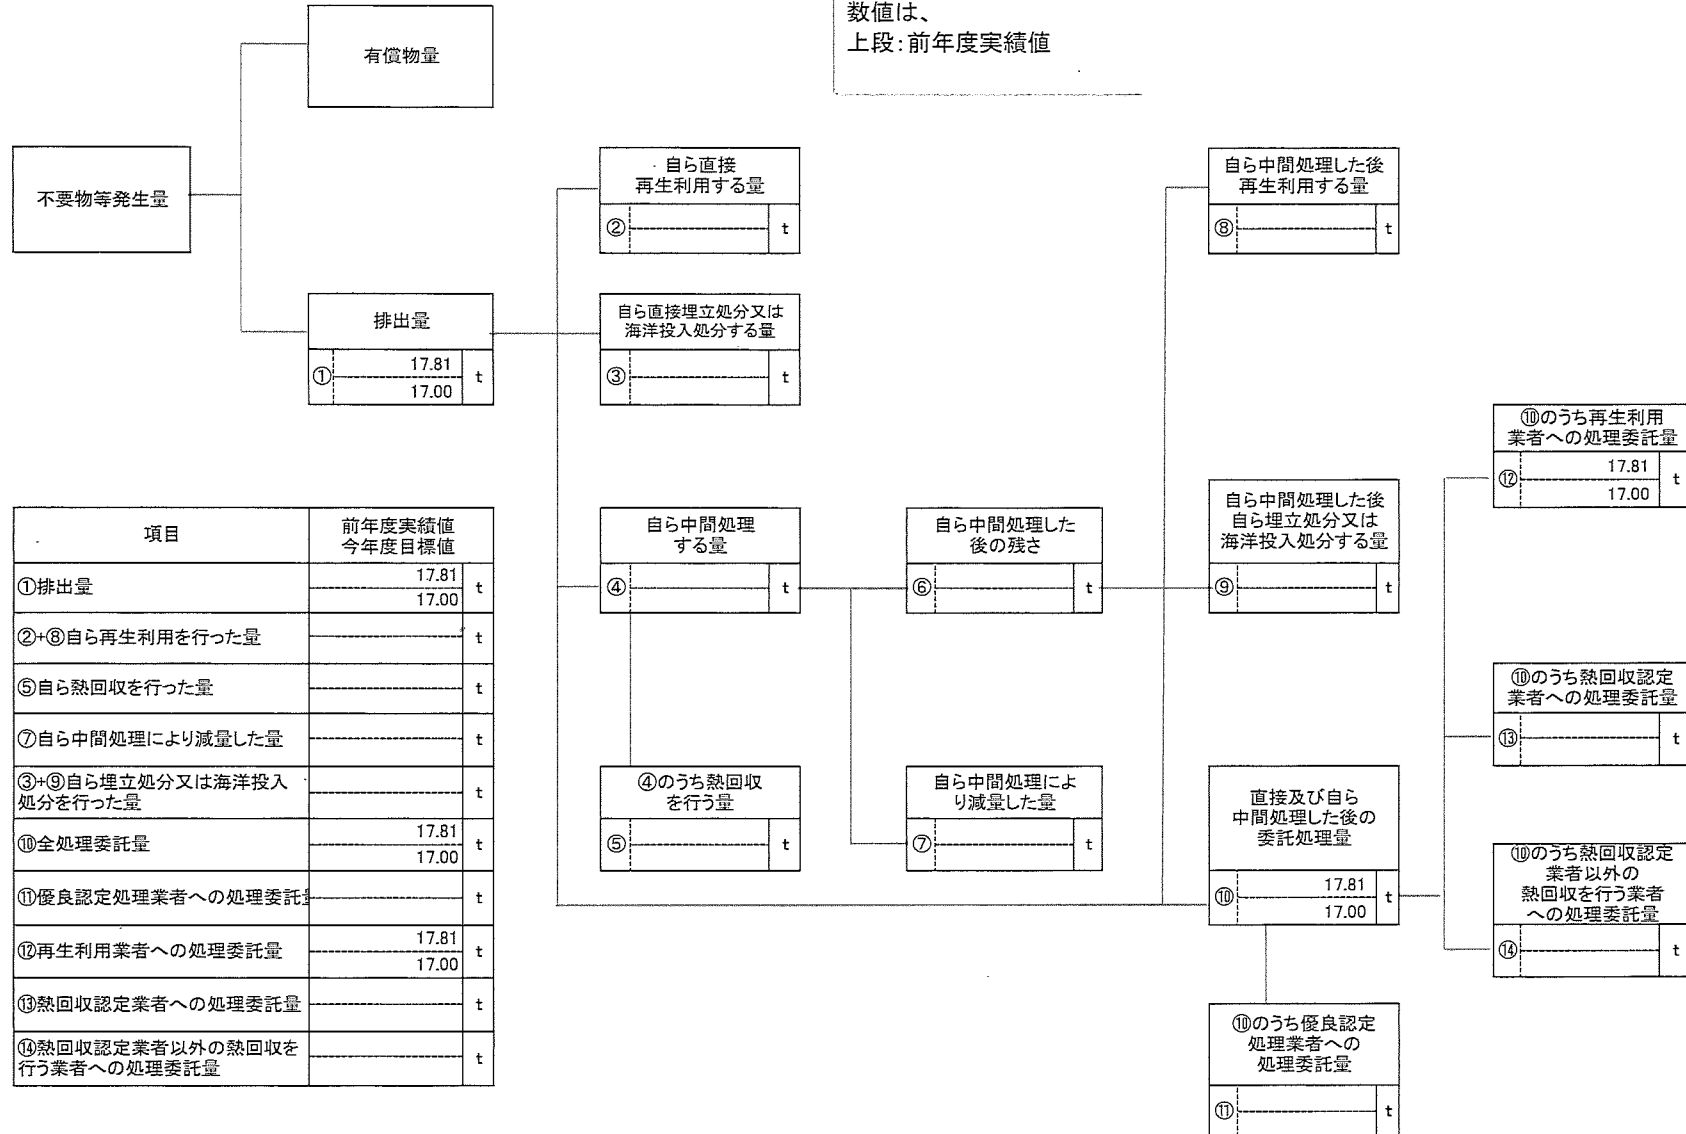 数値は、
上段:前年度実績値
有償物量
不要物等発生量
排出量
① 17.81 t
17.00
自ら直接
再生利用する量
② t
自ら直接埋立処分又は
海洋投入処分する量
③ t
自ら中間処理した後
再生利用する量
⑧ t
⑩のうち再生利用
業者への処理委託量
⑫ 17.81 t
17.00
自ら中間処理
する量
④ t
自ら中間処理した
後の残さ
⑥ t
自ら中間処理した後
自ら埋立処分又は
海洋投入処分する量
⑨ t
⑩のうち熱回収認定
業者への処理委託量
⑬ t
④のうち熱回収
を行う量
⑤ t
自ら中間処理によ
り減量した量
⑦ t
直接及び自ら
中間処理した後の
委託処理量
⑩ 17.81 t
17.00
⑩のうち熱回収認定
業者以外の
熱回収を行う業者
への処理委託量
⑭ t
⑩のうち優良認定
処理業者への
処理委託量
⑪ t
項目 前年度実績値
今年度目標値
①排出量 17.81 t
17.00
②+⑧自ら再生利用を行った量 t
⑤自ら熱回収を行った量 t
⑦自ら中間処理により減量した量 t
③+⑨自ら埋立処分又は海洋投入
処分を行った量 t
⑩全処理委託量 17.81 t
17.00
⑪優良認定処理業者への処理委託 t
⑫再生利用業者への処理委託量 17.81 t
17.00
⑬熱回収認定業者への処理委託量 t
⑭熱回収認定業者以外の熱回収を
行う業者への処理委託量 t